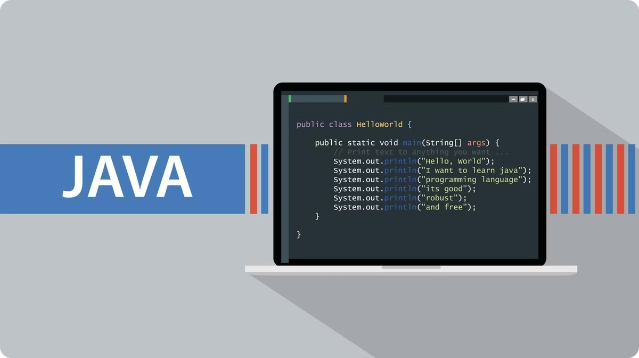 JAVA
public class HelloWorld {
public static void main(String[] args) {
// Print text to anything you want ...
System.out.println("Hello, World");
System.out.println("I want to learn java");
System.out.println("programming language");
System.out.println("its good");
System.out.println("robust");
System.out.println("and free");
}
}